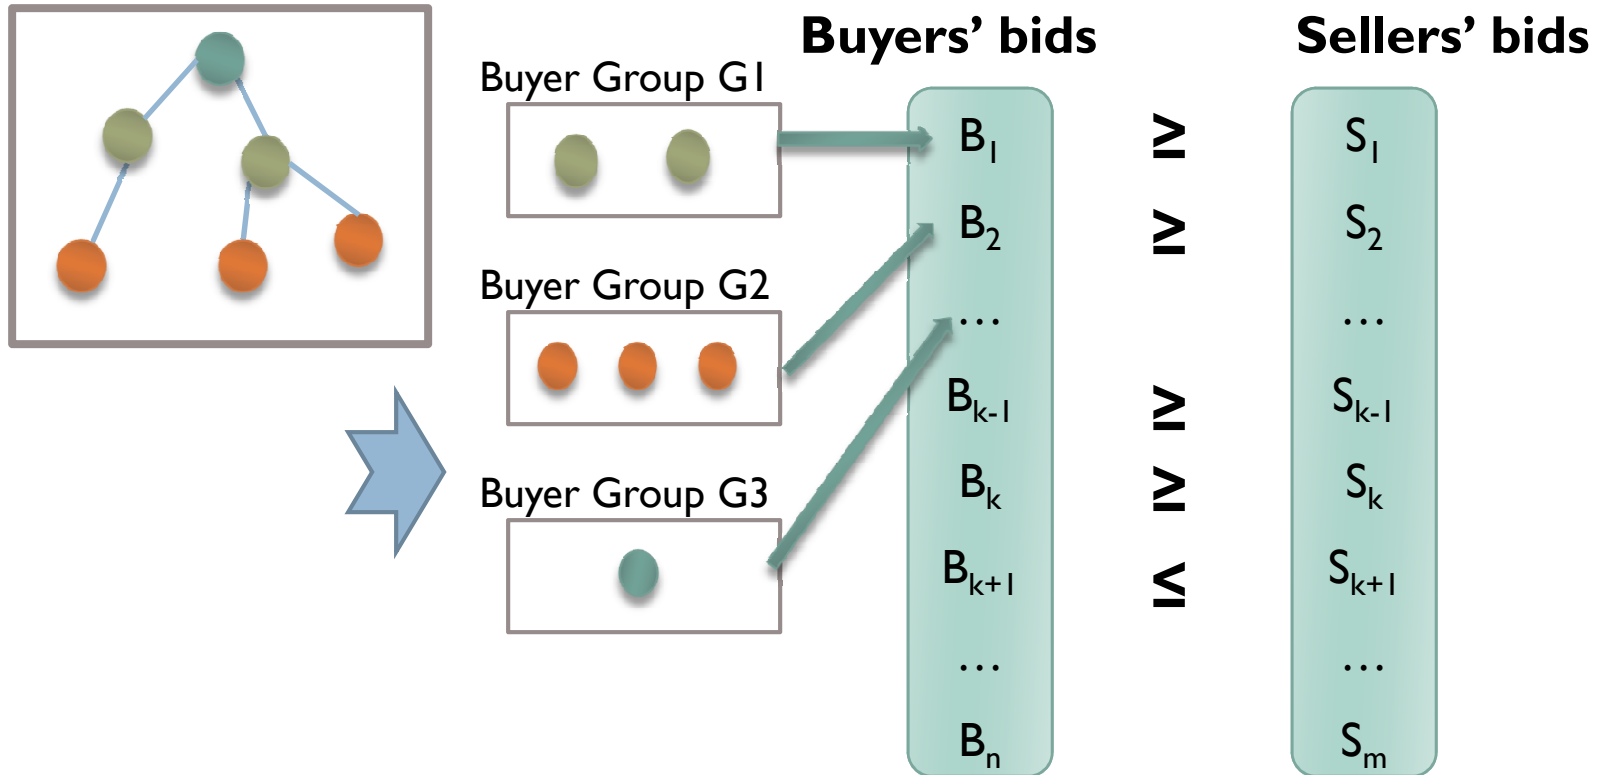 Buyers’ bids
Sellers’ bids
Buyer Group G1
Buyer Group G2
Buyer Group G3
B1 ≥ S1
B2 ≥ S2
… …
Bk-1 ≥ Sk-1
Bk ≥ Sk
Bk+1 ≤ Sk+1
… …
Bn Sm